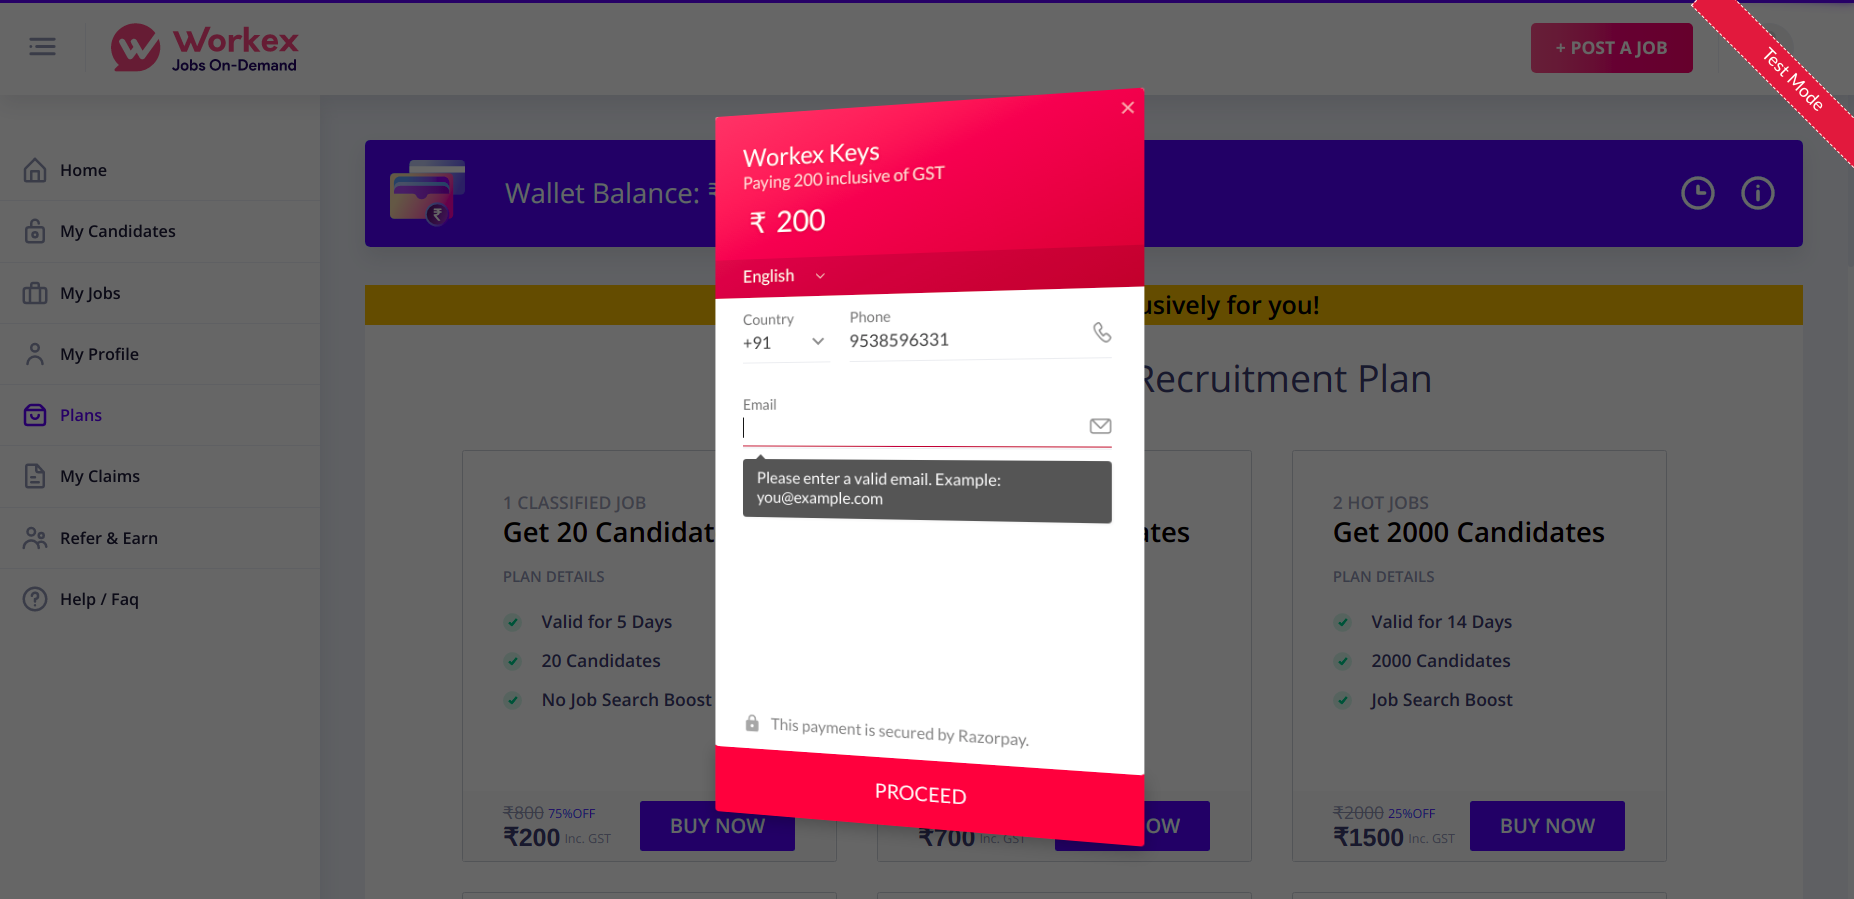 Workex
Jobs On-Demand
+ POST A JOB
Test Mode
Home
My Candidates
My Jobs
My Profile
Plans
My Claims
Refer & Earn
Help / Faq
Wallet Balance: ₹
usively for you!
Recruitment Plan
Workex Keys
Paying 200 inclusive of GST
₹ 200
English
Country
+91
Phone
9538596331
Email
Please enter a valid email. Example:
you@example.com
This payment is secured by Razorpay.
PROCEED
1 CLASSIFIED JOB
Get 20 Candidat
PLAN DETAILS
Valid for 5 Days
20 Candidates
No Job Search Boost
₹800 75%OFF
₹200 Inc. GST
BUY NOW
ates
₹700 Inc. GST
OW
2 HOT JOBS
Get 2000 Candidates
PLAN DETAILS
Valid for 14 Days
2000 Candidates
Job Search Boost
₹2000 25%OFF
₹1500 Inc. GST
BUY NOW